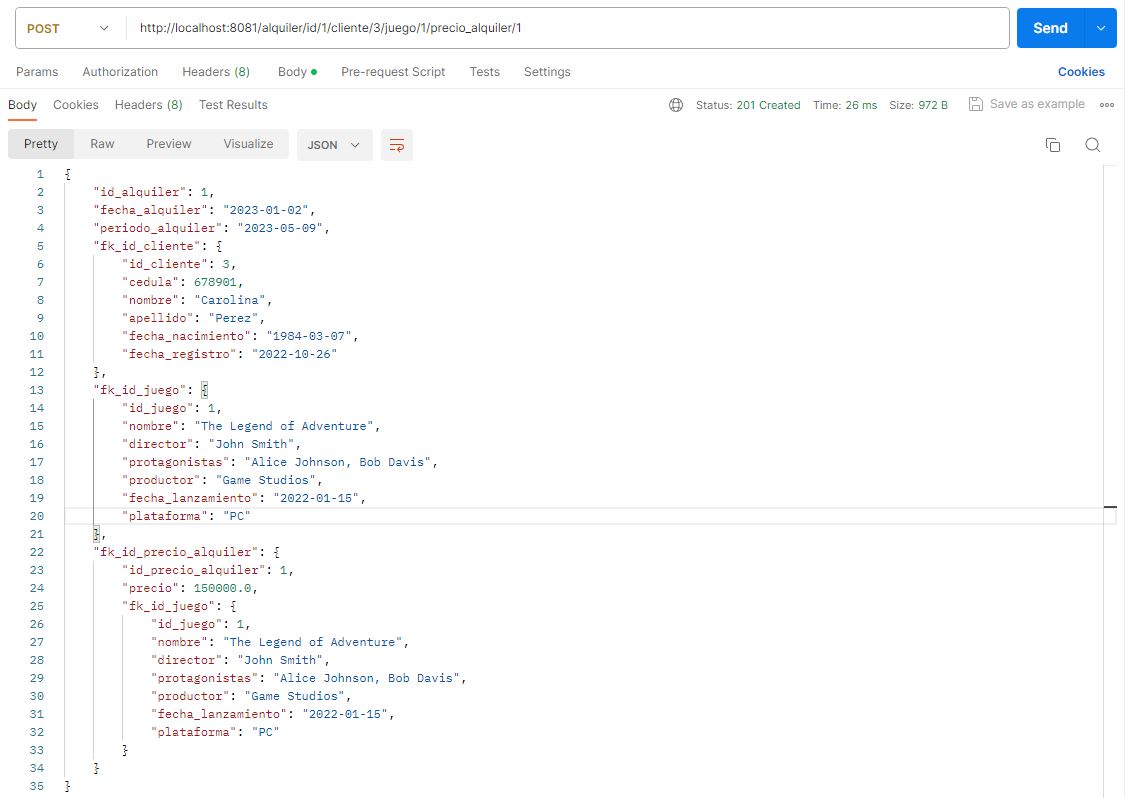 POST http://localhost:8081/alquiler/id/1/cliente/3/juego/1/precio_alquiler/1 Send
Params Authorization Headers (8) Body Pre-request Script Tests Settings Cookies
Body Cookies Headers (8) Test Results Status: 201 Created Time: 26 ms Size: 972 B Save as example
Pretty Raw Preview Visualize JSON
1 {
2 "id_alquiler": 1,
3 "fecha_alquiler": "2023-01-02",
4 "periodo_alquiler": "2023-05-09",
5 "fk_id_cliente": {
6 "id_cliente": 3,
7 "cedula": 678901,
8 "nombre": "Carolina",
9 "apellido": "Perez",
10 "fecha_nacimiento": "1984-03-07",
11 "fecha_registro": "2022-10-26"
12 },
13 "fk_id_juego": {
14 "id_juego": 1,
15 "nombre": "The Legend of Adventure",
16 "director": "John Smith",
17 "protagonistas": "Alice Johnson, Bob Davis",
18 "productor": "Game Studios",
19 "fecha_lanzamiento": "2022-01-15",
20 "plataforma": "PC"
21 },
22 "fk_id_precio_alquiler": {
23 "id_precio_alquiler": 1,
24 "precio": 150000.0,
25 "fk_id_juego": {
26 "id_juego": 1,
27 "nombre": "The Legend of Adventure",
28 "director": "John Smith",
29 "protagonistas": "Alice Johnson, Bob Davis",
30 "productor": "Game Studios",
31 "fecha_lanzamiento": "2022-01-15",
32 "plataforma": "PC"
33 }
34 }
35 }